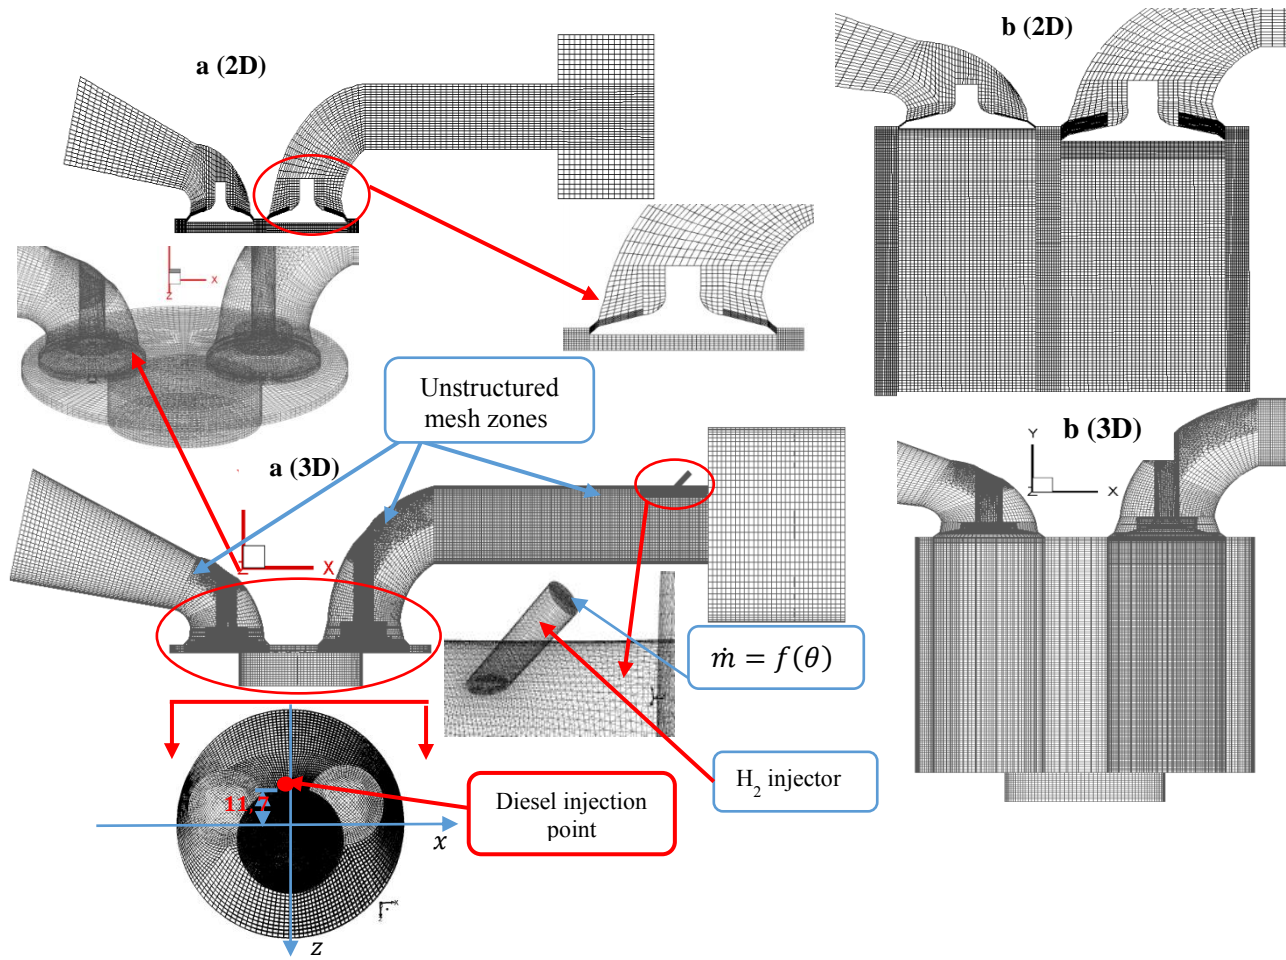 a (2D)
b (2D)
X
Z
Unstructured
mesh zones
a (3D)
Z
X
b (3D)
Y
Z
X
ṁ = f(θ)
H₂ injector
11,7
Diesel injection
point
x
z